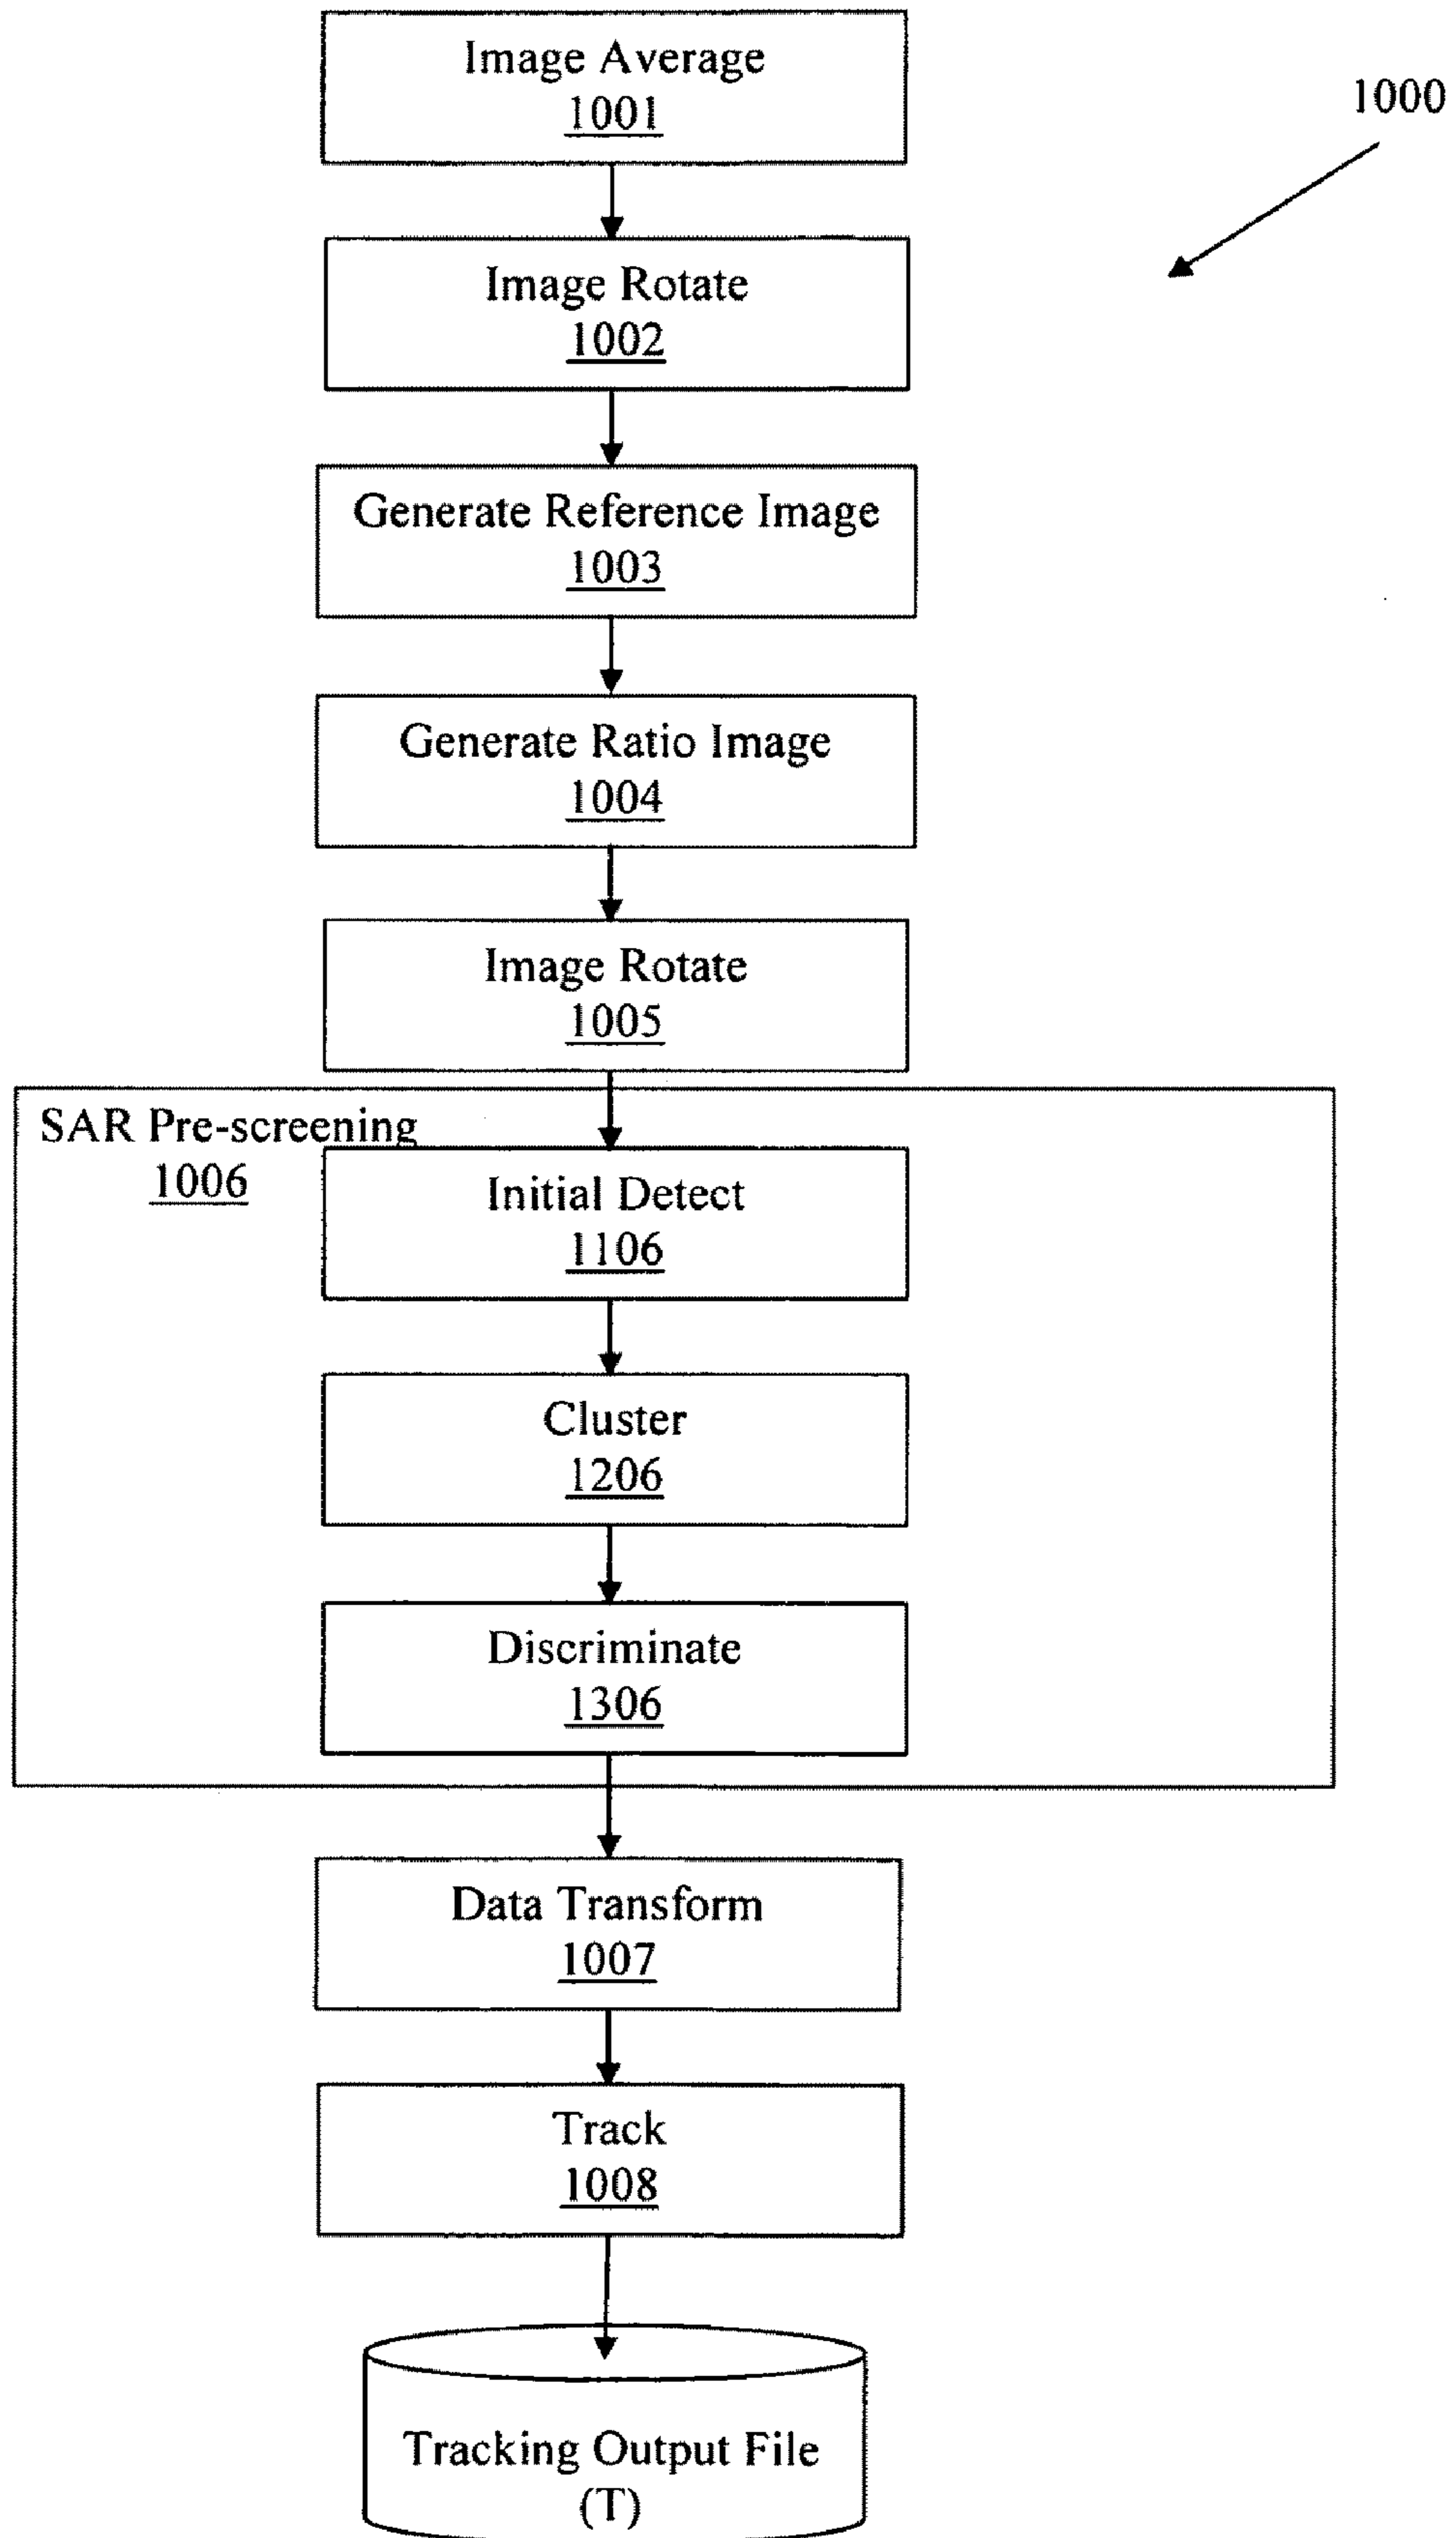 Image Average
1001
1000
Image Rotate
1002
Generate Reference Image
1003
Generate Ratio Image
1004
Image Rotate
1005
SAR Pre-screening
1006
Initial Detect
1106
Cluster
1206
Discriminate
1306
Data Transform
1007
Track
1008
Tracking Output File
(T)